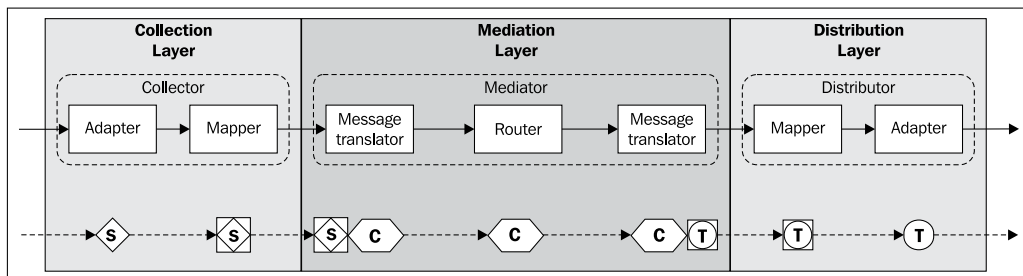 Collection
Layer
Mediation
Layer
Distribution
Layer
Collector
Mediator
Distributor
Adapter
Mapper
Message
translator
Router
Message
translator
Mapper
Adapter
S
S
S
C
C
C
T
T
T